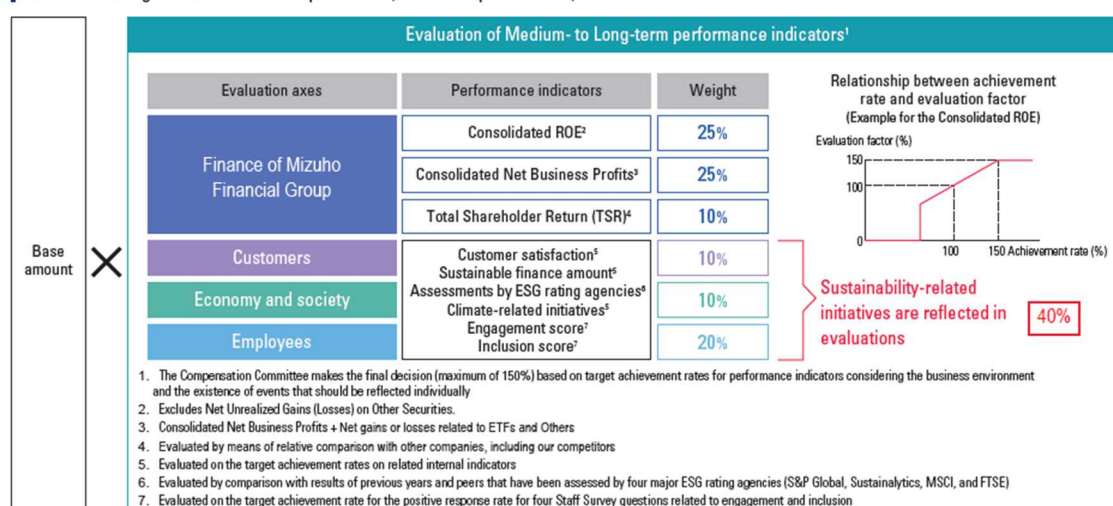 Evaluation of Medium- to Long-term performance indicators¹
Evaluation axes
Performance indicators
Weight
Finance of Mizuho
Financial Group
Consolidated ROE²
25%
Consolidated Net Business Profits³
25%
Total Shareholder Return (TSR)⁴
10%
Base
amount
×
Customers
Economy and society
Employees
Customer satisfaction⁵
Sustainable finance amount⁵
Assessments by ESG rating agencies⁶
Climate-related initiatives⁵
Engagement score⁷
Inclusion score⁷
10%
10%
20%
Relationship between achievement
rate and evaluation factor
(Example for the Consolidated ROE)
Evaluation factor (%)
150
100
0
100
150 Achievement rate (%)
Sustainability-related
initiatives are reflected in
evaluations
40%
1. The Compensation Committee makes the final decision (maximum of 150%) based on target achievement rates for performance indicators considering the business environment
and the existence of events that should be reflected individually
2. Excludes Net Unrealized Gains (Losses) on Other Securities.
3. Consolidated Net Business Profits + Net gains or losses related to ETFs and Others
4. Evaluated by means of relative comparison with other companies, including our competitors
5. Evaluated on the target achievement rates on related internal indicators
6. Evaluated by comparison with results of previous years and peers that have been assessed by four major ESG rating agencies (S&P Global, Sustainalytics, MSCI, and FTSE)
7. Evaluated on the target achievement rate for the positive response rate for four Staff Survey questions related to engagement and inclusion